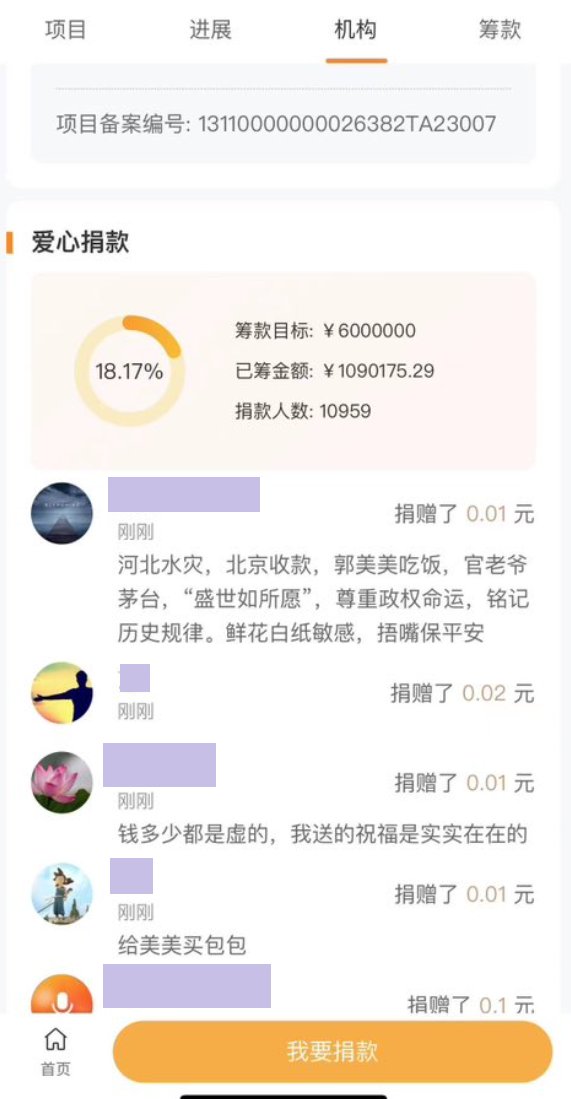 项目 进展 机构 筹款
项目备案编号: 13110000000026382TA23007
爱心捐款
18.17%
筹款目标: ￥6000000
已筹金额: ￥1090175.29
捐款人数: 10959
捐赠了 0.01 元
刚刚
河北水灾，北京收款，郭美美吃饭，官老爷
茅台，“盛世如所愿”，尊重政权命运，铭记
历史规律。鲜花白纸敏感，捂嘴保平安
捐赠了 0.02 元
刚刚
捐赠了 0.01 元
刚刚
钱多少都是虚的，我送的祝福是实实在在的
捐赠了 0.01 元
刚刚
给美美买包包
捐赠了 0.1 元
首页
我要捐款